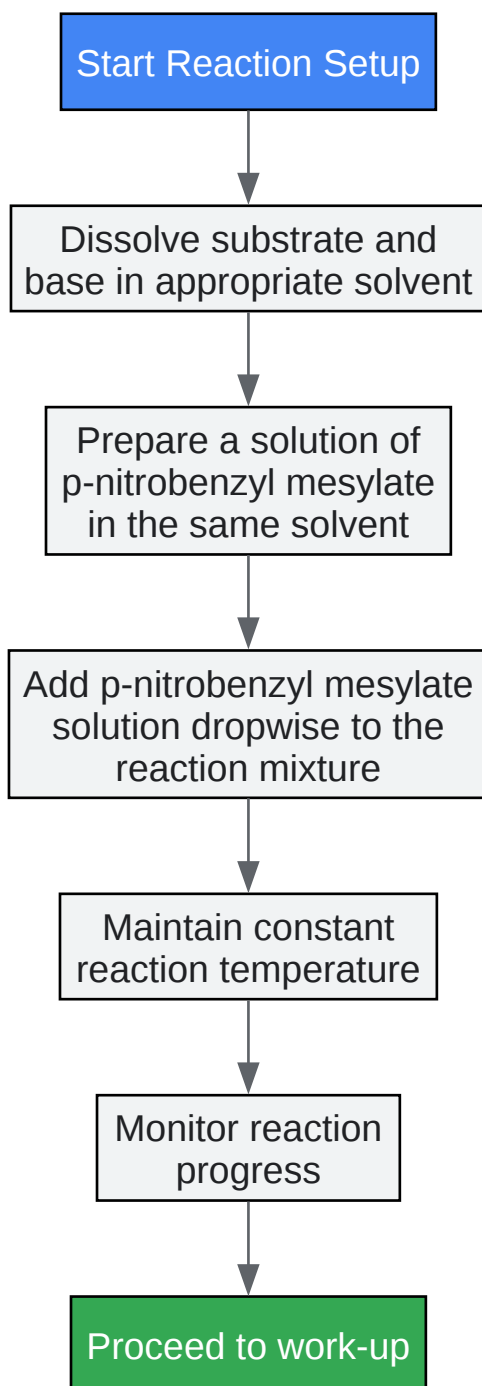 Start Reaction Setup
Dissolve substrate and
base in appropriate solvent
Prepare a solution of
p-nitrobenzyl mesylate
in the same solvent
Add p-nitrobenzyl mesylate
solution dropwise to the
reaction mixture
Maintain constant
reaction temperature
Monitor reaction
progress
Proceed to work-up